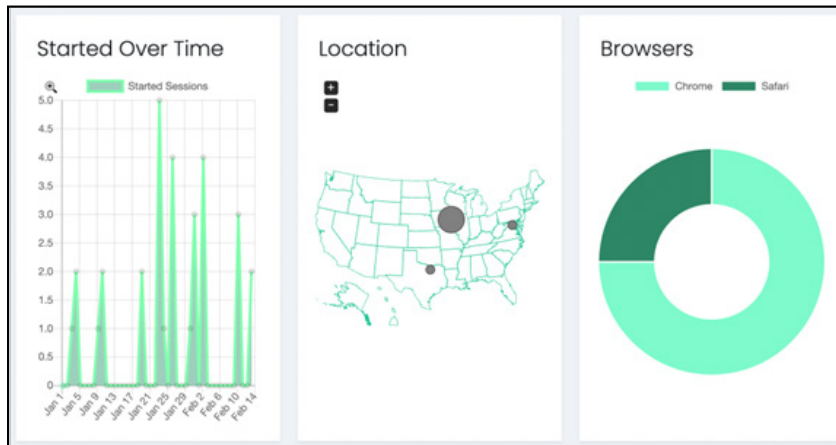 Started Over Time
Started Sessions
5.0
4.5
4.0
3.5
3.0
2.5
2.0
1.5
1.0
0.5
0
Jan 1
Jan 5
Jan 9
Jan 13
Jan 17
Jan 21
Jan 25
Jan 29
Feb 2
Feb 6
Feb 10
Feb 14
Location
+
−
Browsers
Chrome
Safari